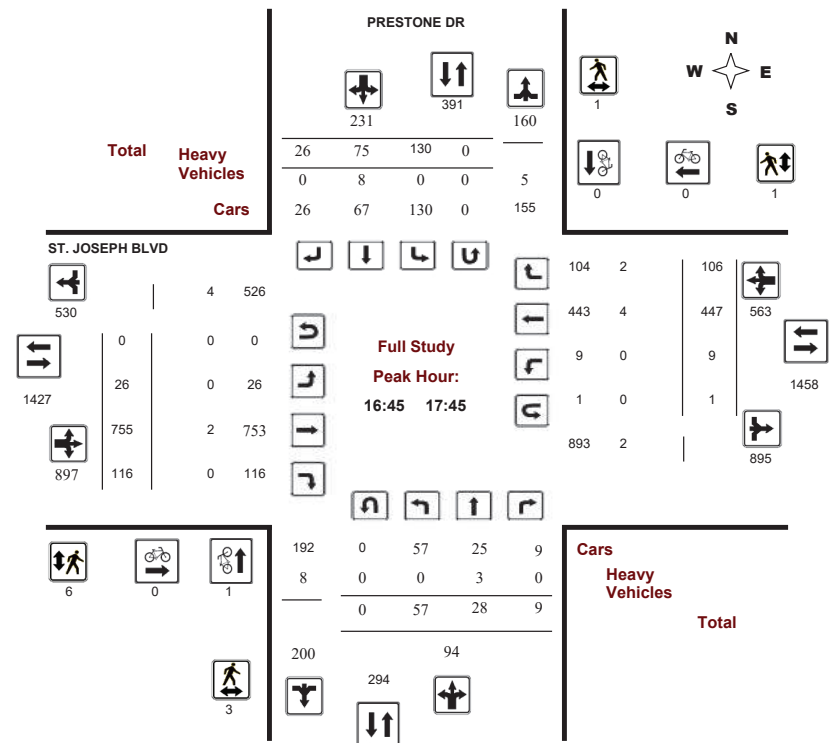 PRESTONE DR
N
W E
S
231
391
160
1
Total
Heavy
Vehicles
Cars
26 75 130 0
0 8 0 0 5
26 67 130 0 155
0 0 1
ST. JOSEPH BLVD
530
4 526
0 0 0
1427
26 0 26
755 2 753
897
116 0 116
Full Study
Peak Hour:
16:45 17:45
104 2 106
563
443 4 447
9 0 9
1458
1 0 1
893 2
895
6 0 1
3
192 0 57 25 9
8 0 0 3 0
0 57 28 9
200 94
294
Cars
Heavy
Vehicles
Total